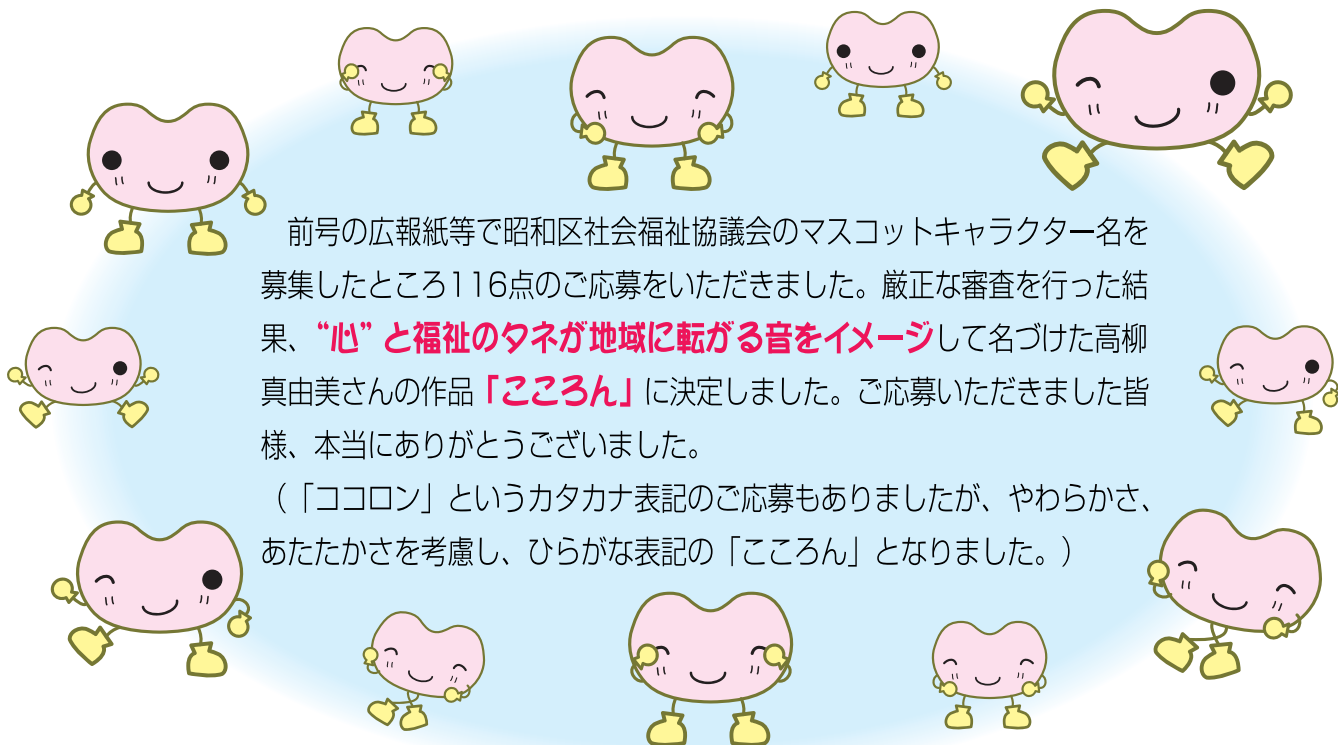 前号の広報紙等で昭和区社会福祉協議会のマスコットキャラクター名を
募集したところ116点のご応募をいただきました。厳正な審査を行った結
果、“心”と福祉のタネが地域に転がる音をイメージして名づけた高柳
真由美さんの作品「こころん」に決定しました。ご応募いただきました皆
様、本当にありがとうございました。
（「ココロン」というカタカナ表記のご応募もありましたが、やわらかさ、
あたたかさを考慮し、ひらがな表記の「こころん」となりました。）